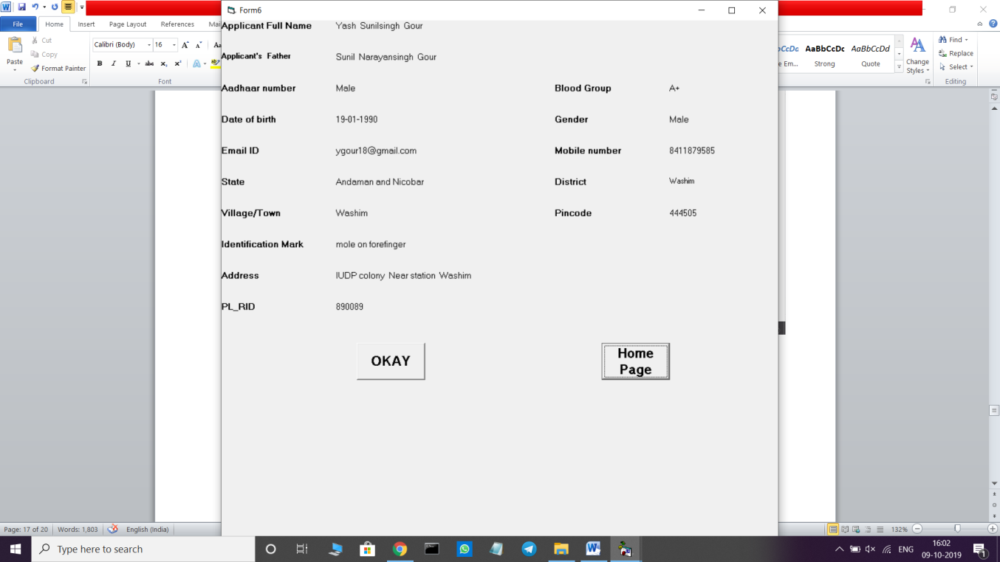 Form6
File Home Insert Page Layout References Mai
Paste
Cut
Copy
Format Painter
Clipboard
Calibri (Body) 16
Font
Strong
AaBbCcDc
Quote
AaBbCcDd
Change
Styles
Find
Replace
Select
Editing
Applicant Full Name Yash Sunilsingh Gour
Applicant's Father Sunil Narayansingh Gour
Aadhaar number Male Blood Group A+
Date of birth 19-01-1990 Gender Male
Email ID ygour18@gmail.com Mobile number 8411879585
State Andaman and Nicobar District Washim
Village/Town Washim Pincode 444505
Identification Mark mole on forefinger
Address IUDP colony Near station Washim
PL_RID 890089
OKAY
Home
Page
Page: 17 of 20 Words: 1,803 English (India) 132%
Type here to search
ENG
16:02
09-10-2019
1